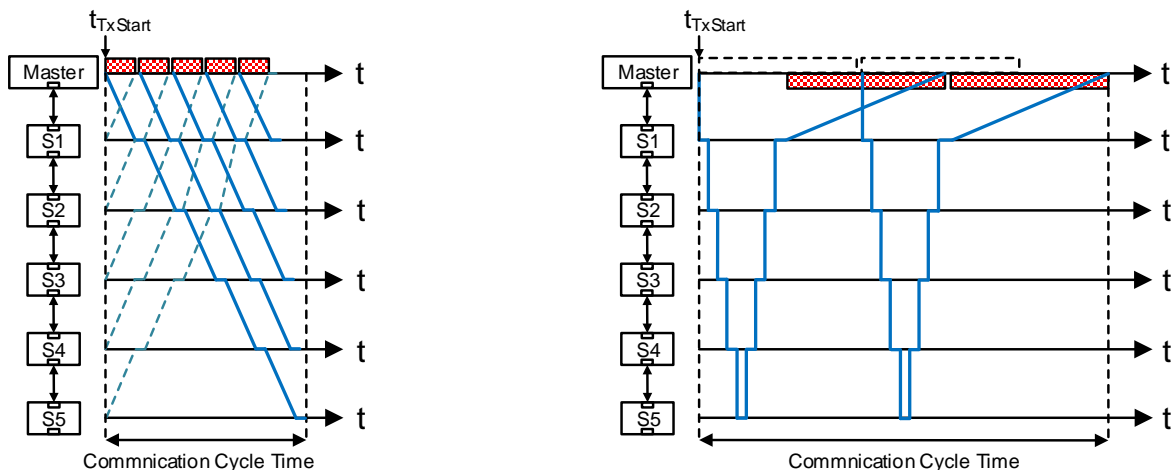 tTxStart
Master
t
S1
t
S2
t
S3
t
S4
t
S5
t
Commnication Cycle Time
tTxStart
Master
t
S1
t
S2
t
S3
t
S4
t
S5
t
Commnication Cycle Time